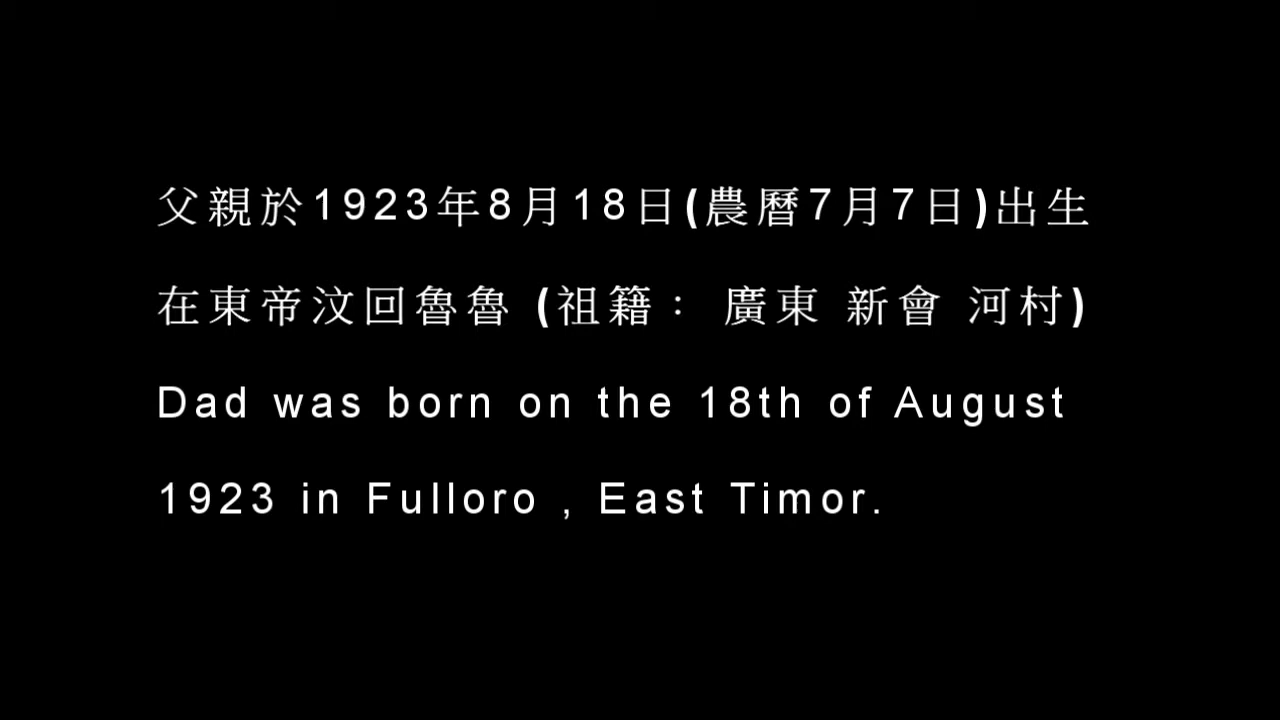 父親於1923年8月18日(農曆7月7日)出生
在東帝汶回魯魯 (祖籍： 廣東 新會 河村)
Dad was born on the 18th of August
1923 in Fulloro , East Timor.